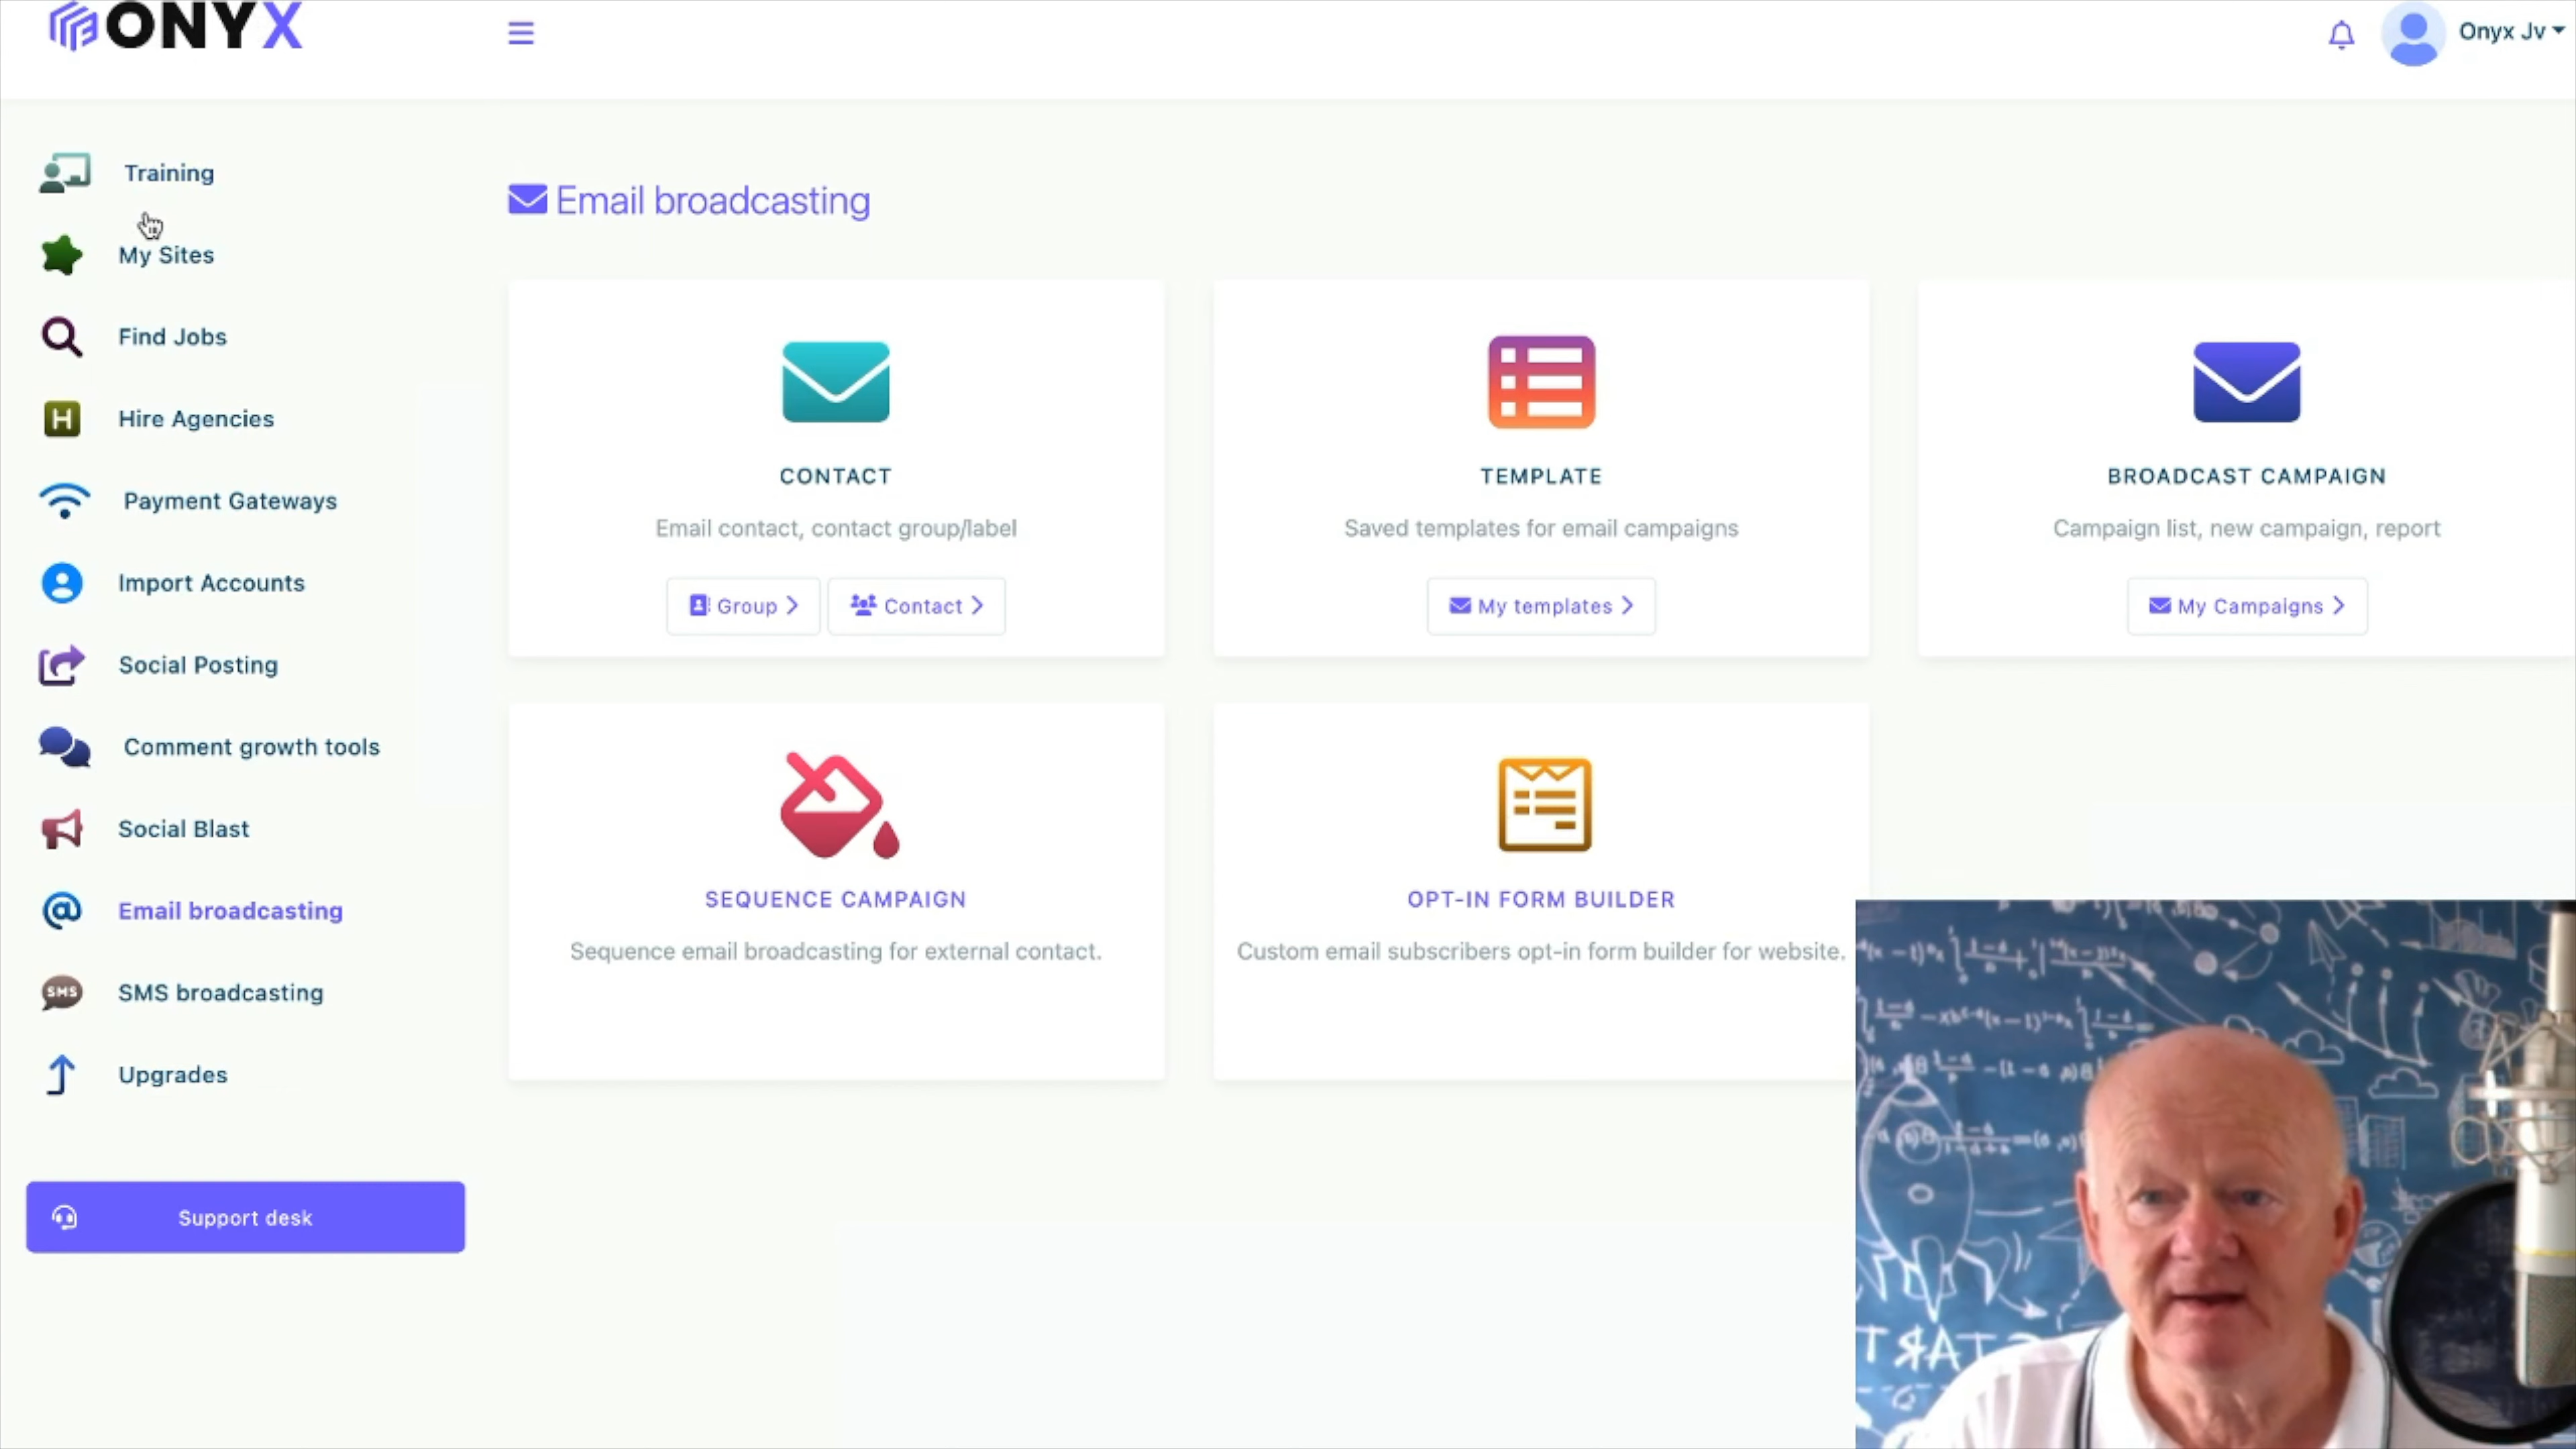 ONYX
Onyx Jv
Training
My Sites
Find Jobs
H
Hire Agencies
Payment Gateways
Import Accounts
Social Posting
Comment growth tools
Social Blast
@
Email broadcasting
SMS
SMS broadcasting
Upgrades
Support desk
Email broadcasting
CONTACT
Email contact, contact group/label
Group
Contact
TEMPLATE
Saved templates for email campaigns
My templates
BROADCAST CAMPAIGN
Campaign list, new campaign, report
My Campaigns
SEQUENCE CAMPAIGN
Sequence email broadcasting for external contact.
OPT-IN FORM BUILDER
Custom email subscribers opt-in form builder for website.